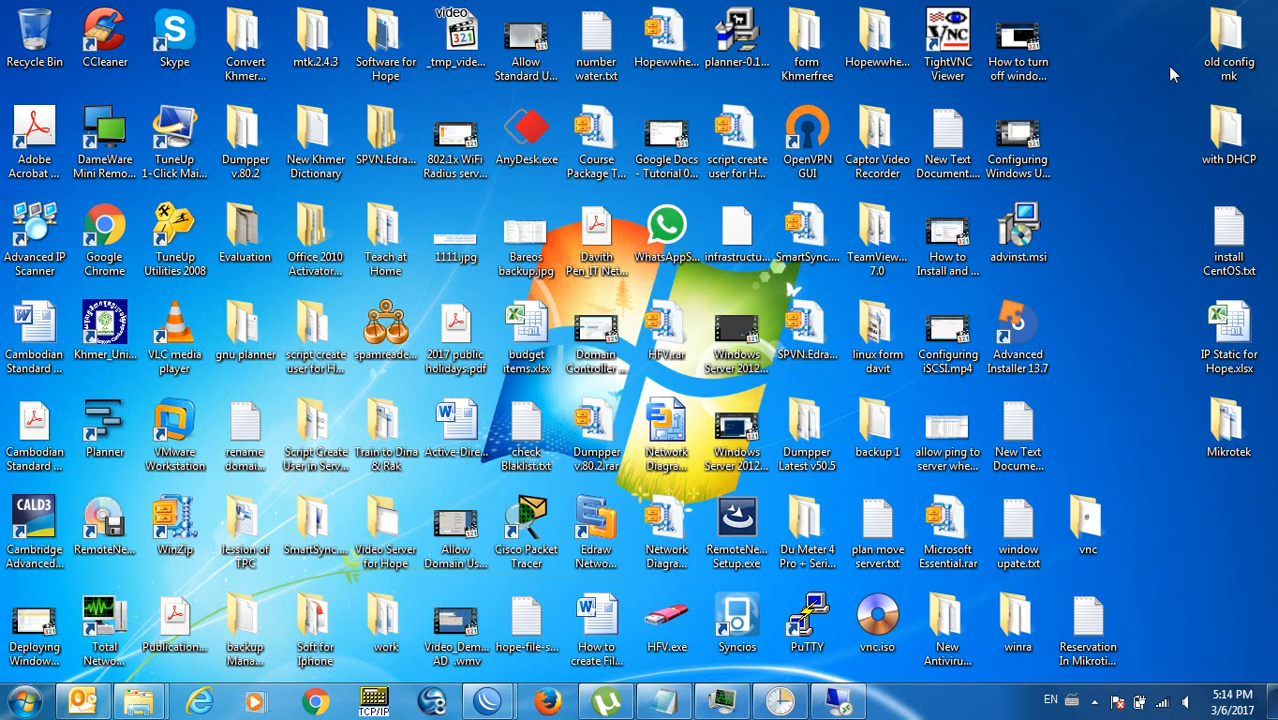 video
Recycle Bin
CCleaner
Skype
Convert
Khmer...
mtk.2.4.3
Software for
Hope
_tmp_vide...
Allow
Standard U...
number
water.txt
Hopewwhe...
planner-0.1...
form
Khmerfree
Hopewwhe...
VNC
TightVNC
Viewer
How to turn
off windo...
old config
mk
Adobe
Acrobat ...
DameWare
Mini Remo...
TuneUp
1-Click Mai...
Dumpper
v.80.2
New Khmer
Dictionary
SPVN.Edra...
802.1x WiFi
Radius serv...
AnyDesk.exe
Course
Package T...
Google Docs
- Tutorial 0...
script create
user for H...
OpenVPN
GUI
Captor Video
Recorder
New Text
Document....
Configuring
Windows U...
with DHCP
Advanced IP
Scanner
Google
Chrome
TuneUp
Utilities 2008
Evaluation
Office 2010
Activator...
Teach at
Home
1111.jpg
Bareos
backup.jpg
Davith
Pen_IT Net...
WhatsAppS...
infrastructu...
SmartSync....
TeamView...
7.0
How to
Install and ...
advinst.msi
install
CentOS.txt
Cambodian
Standard ...
Khmer_Uni...
VLC media
player
gnu planner
script create
user for H...
spamreade...
2017 public
holidays.pdf
budget
items.xlsx
Domain
Controller ...
HFV.rar
Windows
Server 2012...
SPVN.Edra...
linux form
davit
Configuring
iSCSI.mp4
Advanced
Installer 13.7
IP Static for
Hope.xlsx
Cambodian
Standard ...
Planner
VMware
Workstation
rename
domai...
Script Create
User in Serv...
Train to Dina
& Rak
Active-Dire...
check
Blaklist.txt
Dumpper
v.80.2.rar
Network
Diagra...
Windows
Server 2012...
Dumpper
Latest v50.5
backup 1
allow ping to
server whe...
New Text
Docume...
Mikrotek
CALD3
Cambridge
Advanced...
RemoteNe...
WinZip
lession of
TPC
SmartSync....
Video Server
for Hope
Allow
Domain Us...
Cisco Packet
Tracer
Edraw
Netwo...
Network
Diagra...
RemoteNe...
Setup.exe
Du Meter 4
Pro + Seri...
plan move
server.txt
Microsoft
Essential.rar
window
upate.txt
vnc
Deploying
Window...
Total
Netwo...
Publication...
backup
Mana...
Soft for
Iphone
work
Video_Dem...
AD .wmv
hope-file-s...
How to
create Fil...
HFV.exe
Syncios
PuTTY
vnc.iso
New
Antiviru...
winra
Reservation
In Mikroti...
TCP/IP
EN
5:14 PM
3/6/2017